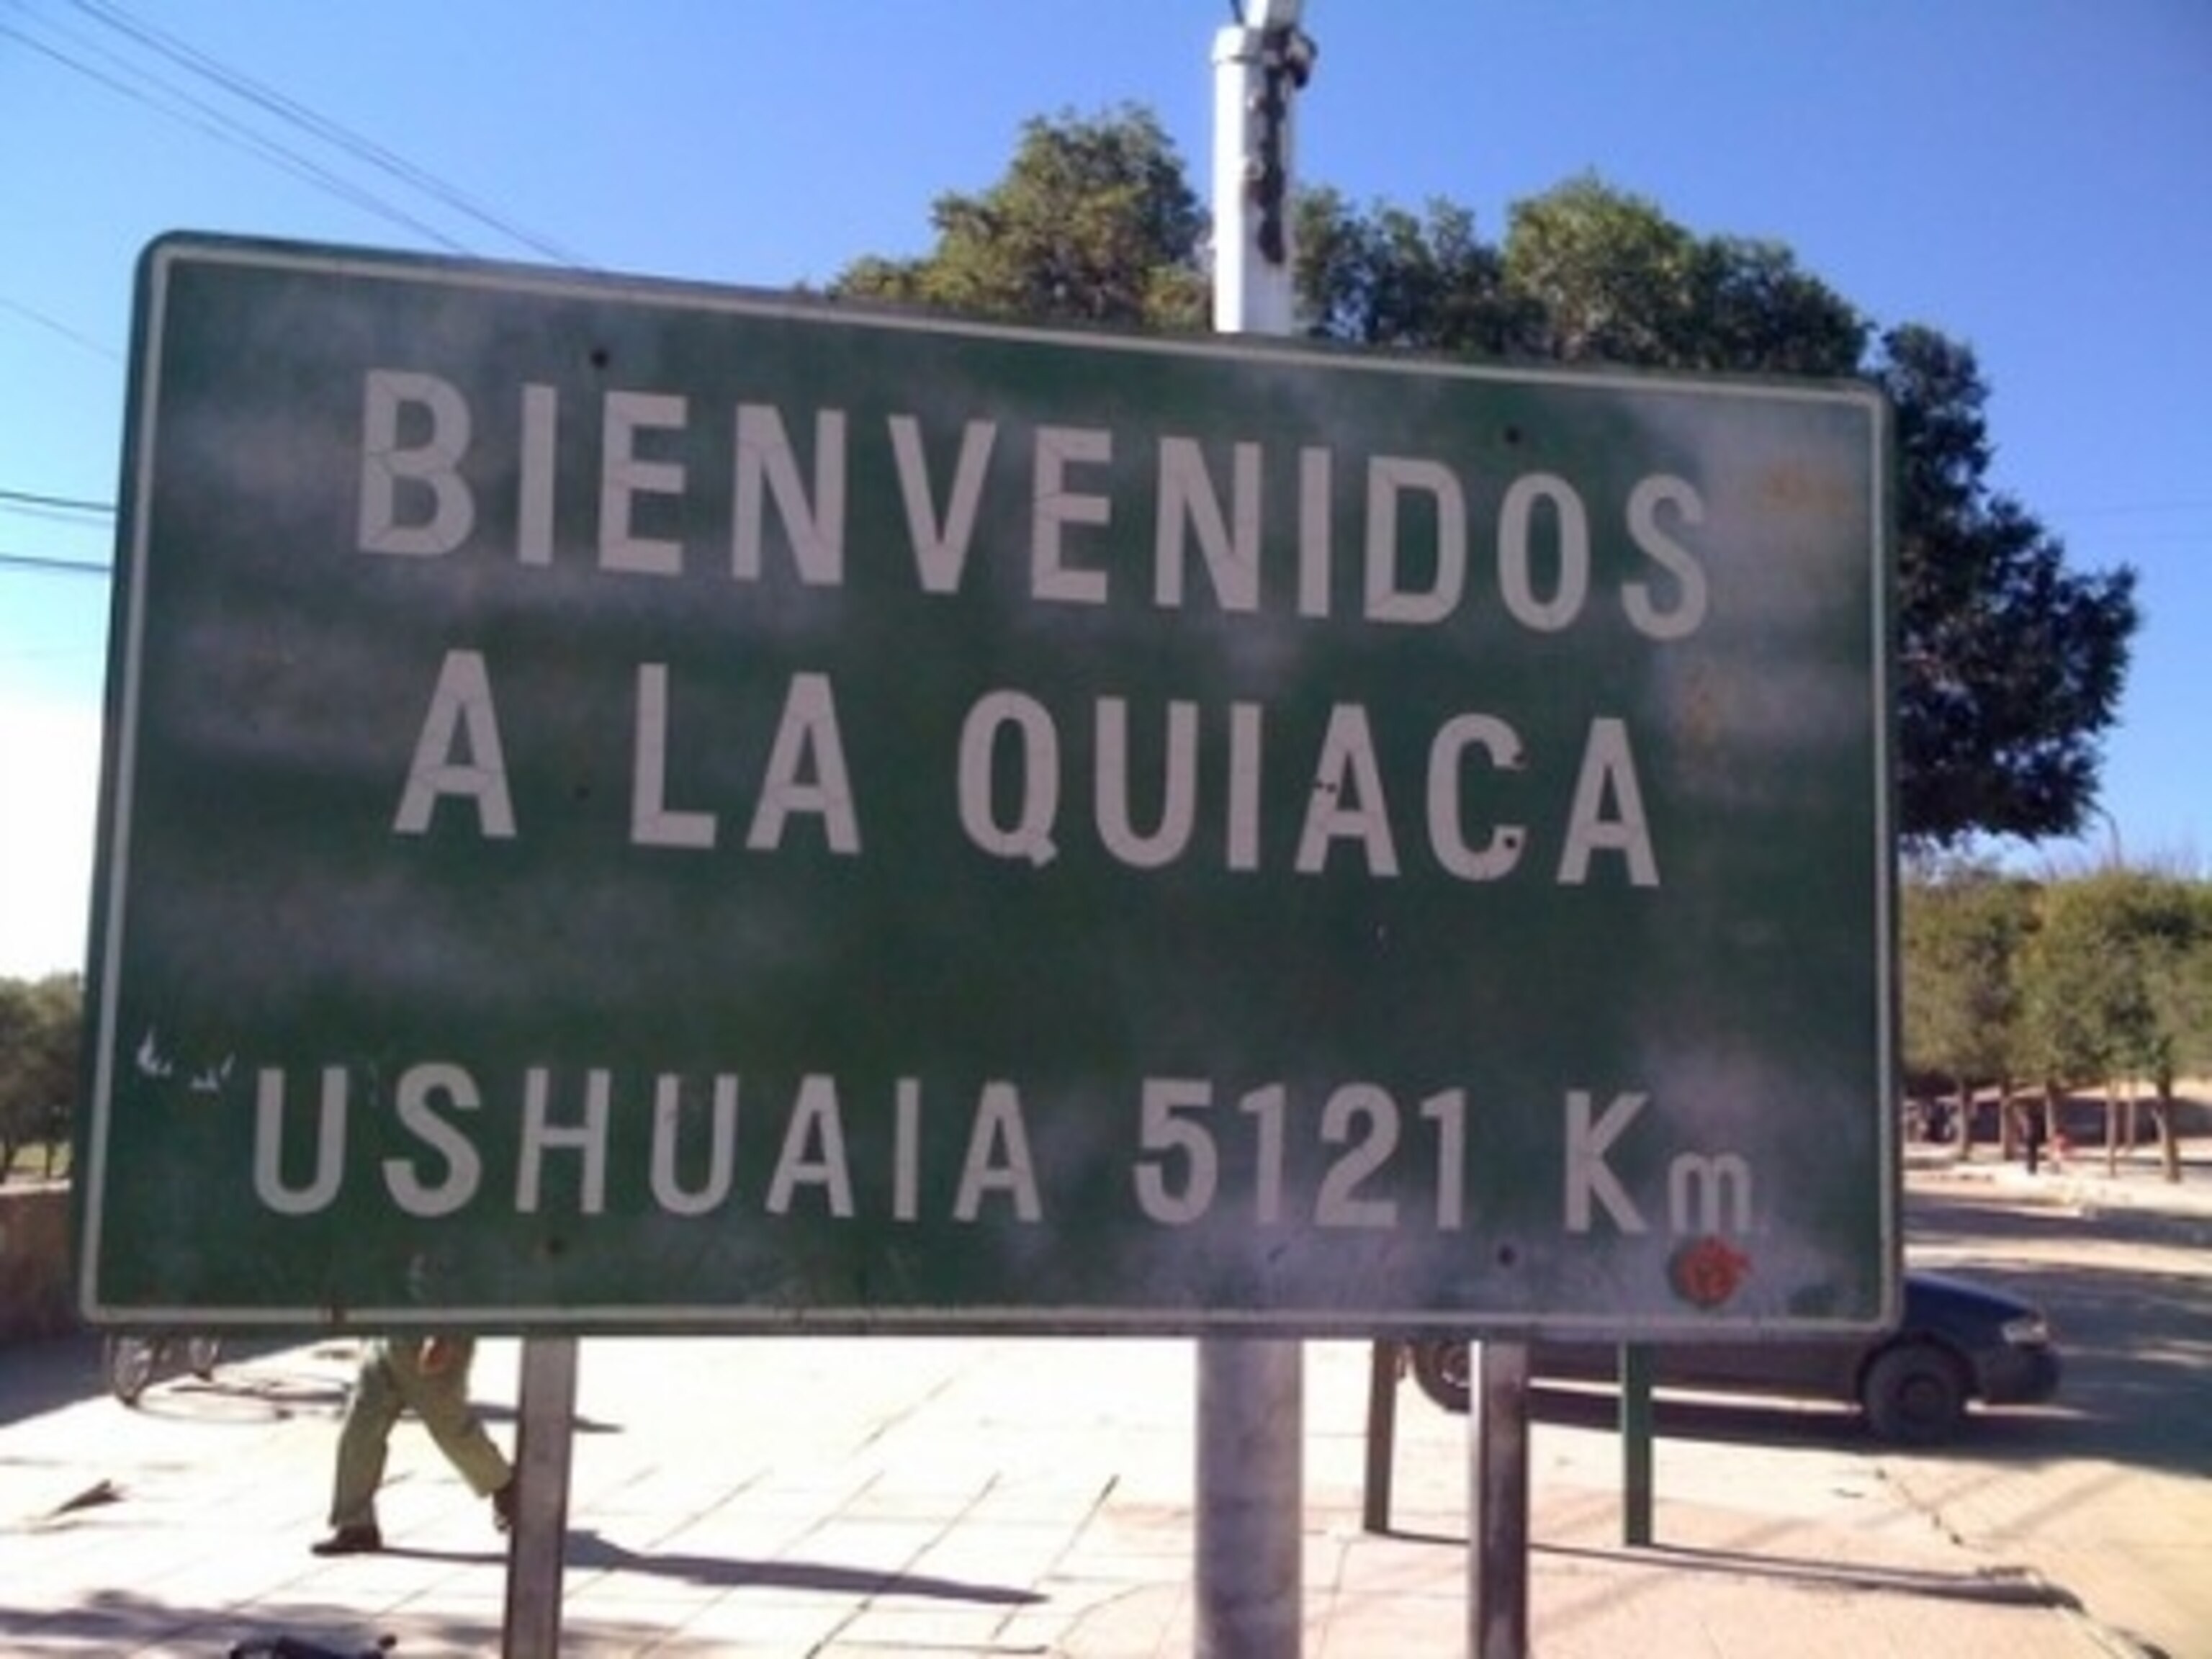 BIENVENIDOS
A LA QUIACA
USHUAIA 5121 Km